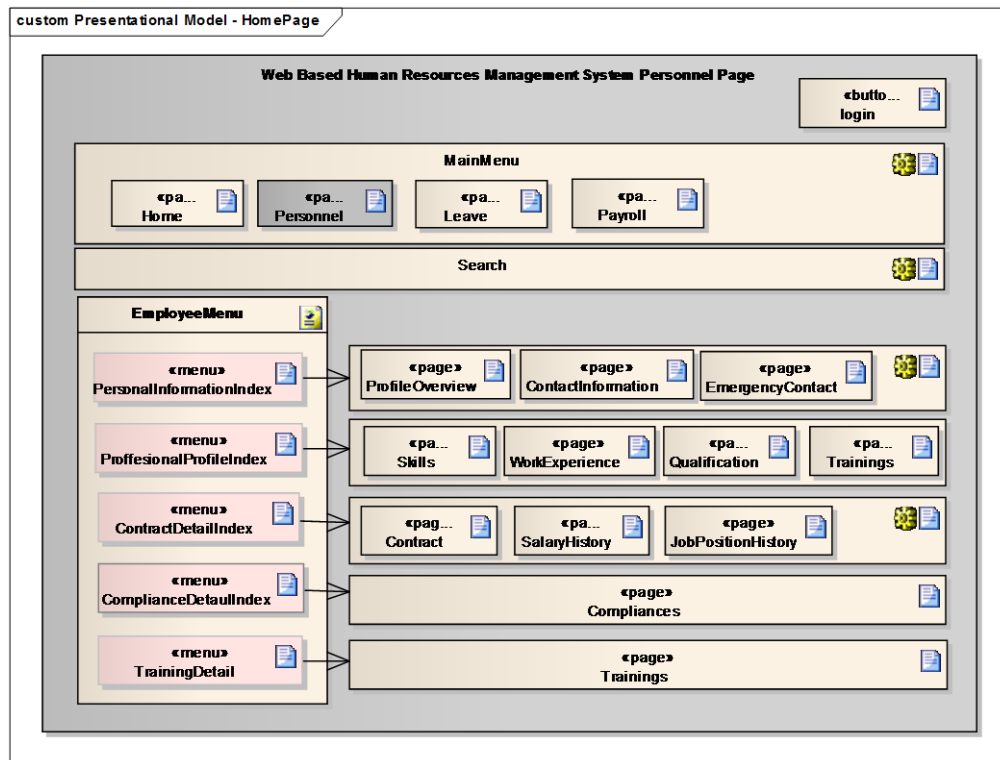 custom Presentational Model - HomePage
Web Based Human Resources Management System Personnel Page
«butto...
login
MainMenu
«pa...
Home
«pa...
Personnel
«pa...
Leave
«pa...
Payroll
Search
EmployeeMenu
«menu»
PersonalInformationIndex
«page»
ProfileOverview
«page»
ContactInformation
«page»
EmergencyContact
«menu»
ProffesionalProfileIndex
«pa...
Skills
«page»
WorkExperience
«pa...
Qualification
«pa...
Trainings
«menu»
ContractDetailIndex
«pag...
Contract
«pa...
SalaryHistory
«page»
JobPositionHistory
«menu»
ComplianceDetaulIndex
«page»
Compliances
«menu»
TrainingDetail
«page»
Trainings